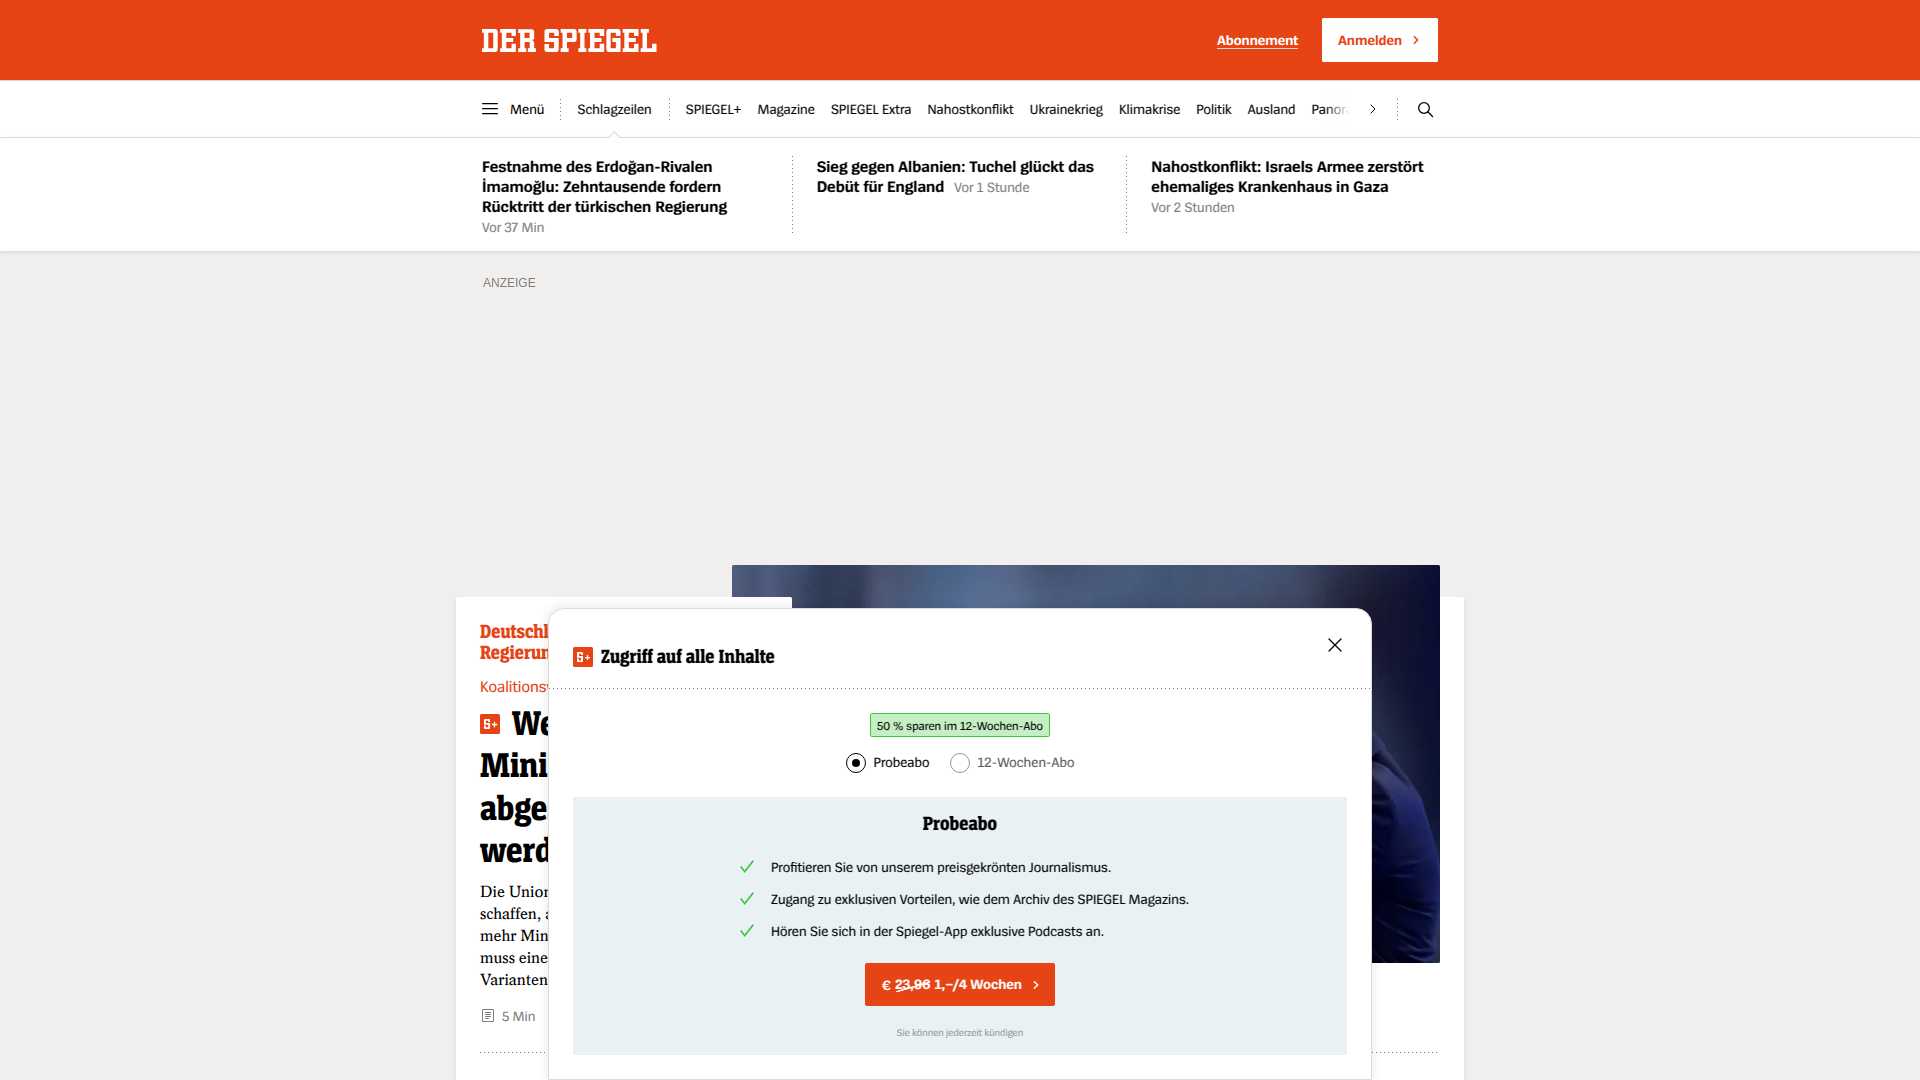 DER SPIEGEL
Abonnement
Anmelden
Menü
Schlagzeilen
SPIEGEL+
Magazine
SPIEGEL Extra
Nahostkonflikt
Ukrainekrieg
Klimakrise
Politik
Ausland
Panor
Festnahme des Erdoğan-Rivalen
İmamoğlu: Zehntausende fordern
Rücktritt der türkischen Regierung
Vor 37 Min
Sieg gegen Albanien: Tuchel glückt das
Debüt für England Vor 1 Stunde
Nahostkonflikt: Israels Armee zerstört
ehemaliges Krankenhaus in Gaza
Vor 2 Stunden
ANZEIGE
Deutschl
Regierun
Koalitions
We
Mini
abge
werd
Die Union
schaffen,
mehr Min
muss eine
Varianten
5 Min
S+ Zugriff auf alle Inhalte
50 % sparen im 12-Wochen-Abo
Probeabo
12-Wochen-Abo
Probeabo
Profitieren Sie von unserem preisgekrönten Journalismus.
Zugang zu exklusiven Vorteilen, wie dem Archiv des SPIEGEL Magazins.
Hören Sie sich in der Spiegel-App exklusive Podcasts an.
€ 23,96 1,–/4 Wochen
Sie können jederzeit kündigen